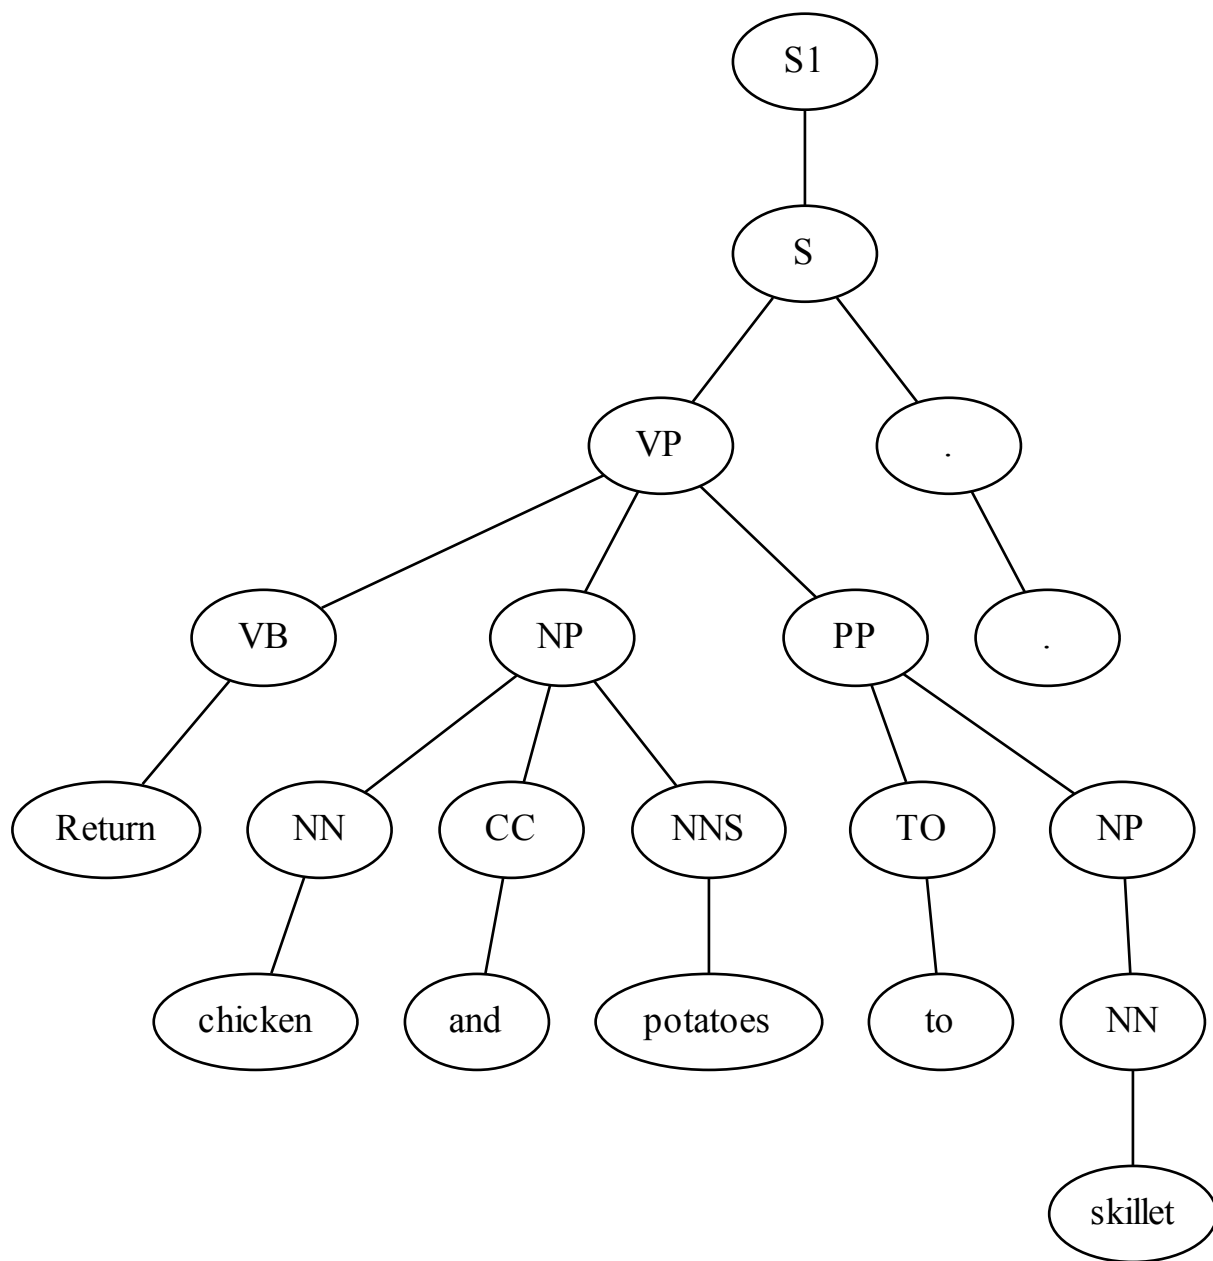 S1
S
VP .
VB NP PP .
Return NN CC NNS TO NP
chicken and potatoes to NN
skillet